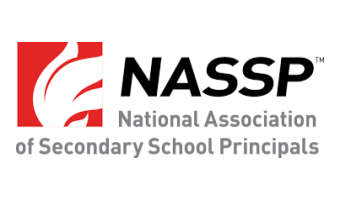 NASSP™
National Association
of Secondary School Principals